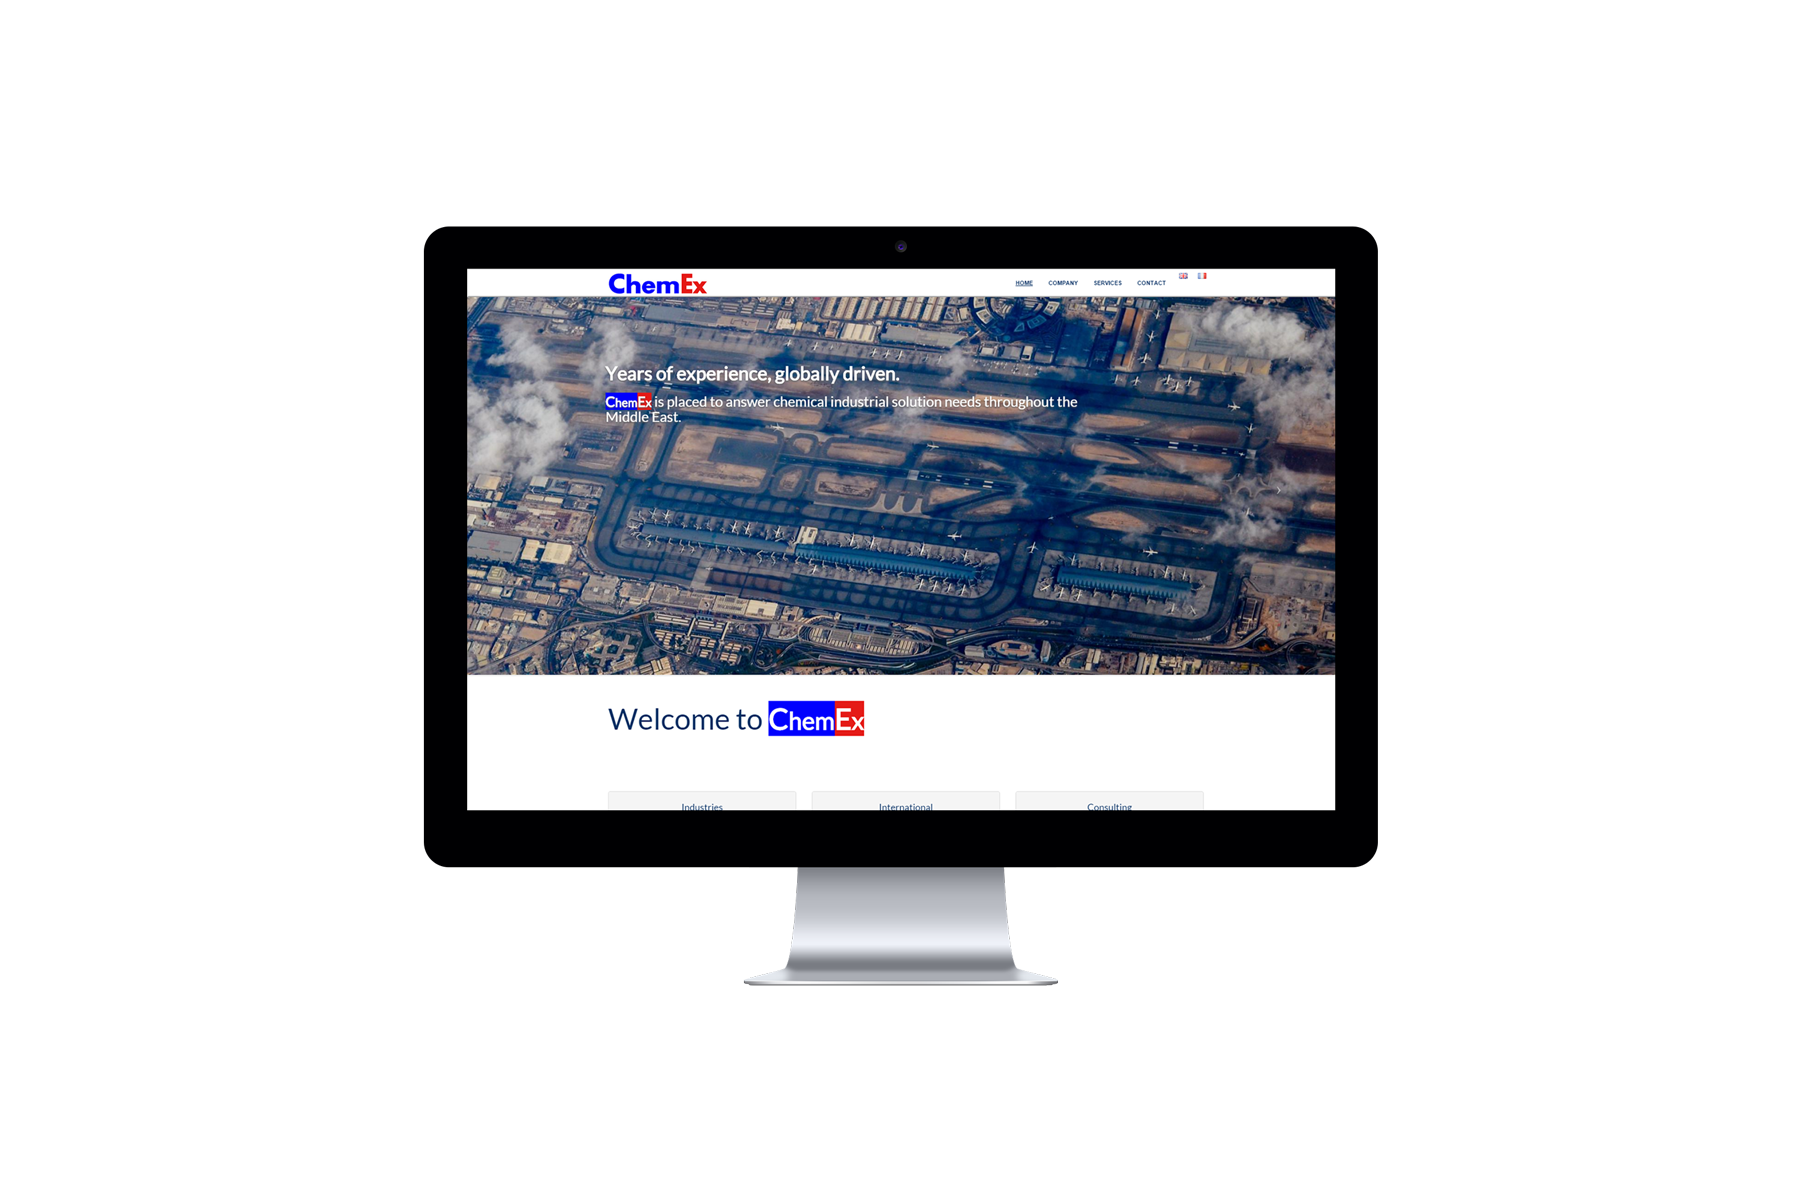 ChemEx
HOME COMPANY SERVICES CONTACT
Years of experience, globally driven.
ChemEx is placed to answer chemical industrial solution needs throughout the
Middle East.
Welcome to ChemEx
Industries International Consulting